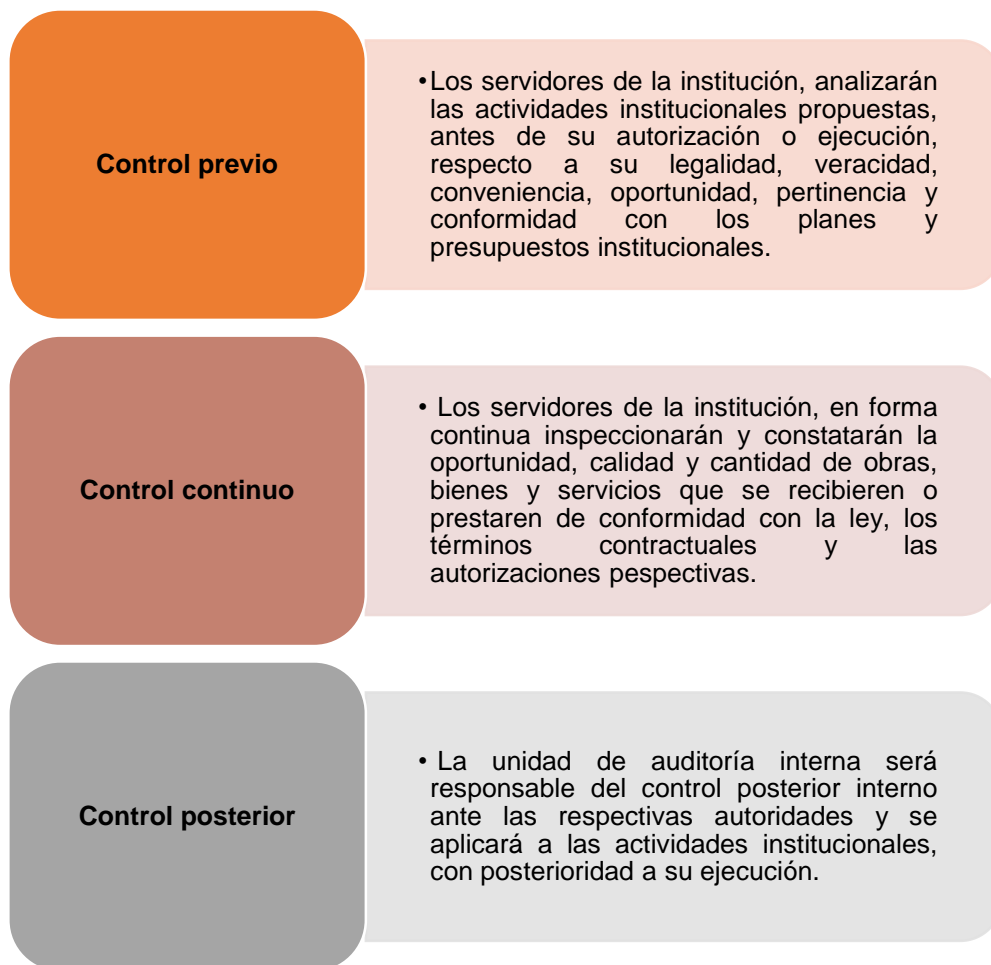 Control previo
•Los servidores de la institución, analizarán
las actividades institucionales propuestas,
antes de su autorización o ejecución,
respecto a su legalidad, veracidad,
conveniencia, oportunidad, pertinencia y
conformidad con los planes y
presupuestos institucionales.
Control continuo
• Los servidores de la institución, en forma
continua inspeccionarán y constatarán la
oportunidad, calidad y cantidad de obras,
bienes y servicios que se recibieren o
prestaren de conformidad con la ley, los
términos contractuales y las
autorizaciones pespectivas.
Control posterior
• La unidad de auditoría interna será
responsable del control posterior interno
ante las respectivas autoridades y se
aplicará a las actividades institucionales,
con posterioridad a su ejecución.